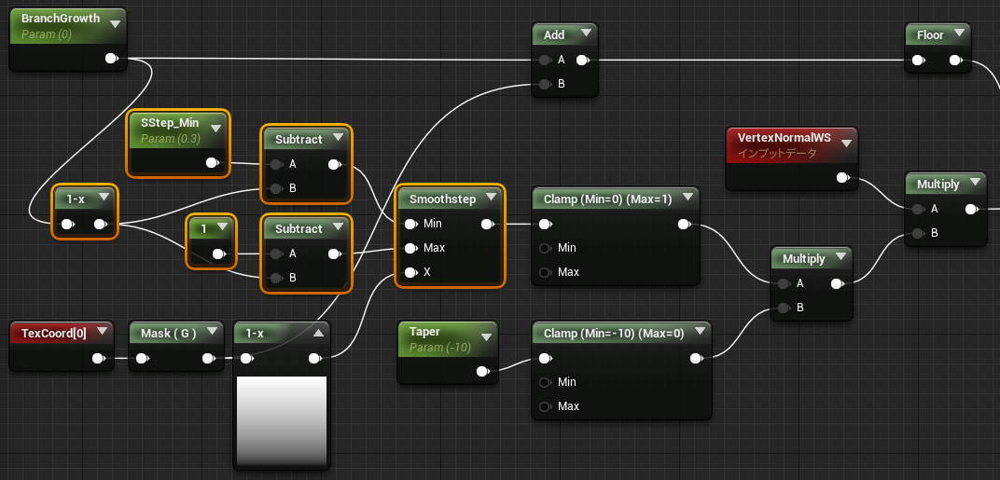 BranchGrowth
Param (0)
Add
A
B
Floor
SStep_Min
Param (0.3)
Subtract
A
B
VertexNormalWS
インプットデータ
Multiply
A
B
1-x
1
Subtract
A
B
Smoothstep
Min
Max
X
Clamp (Min=0) (Max=1)
Min
Max
Multiply
A
B
TexCoord[0]
Mask ( G )
1-x
Taper
Param (-10)
Clamp (Min=-10) (Max=0)
Min
Max